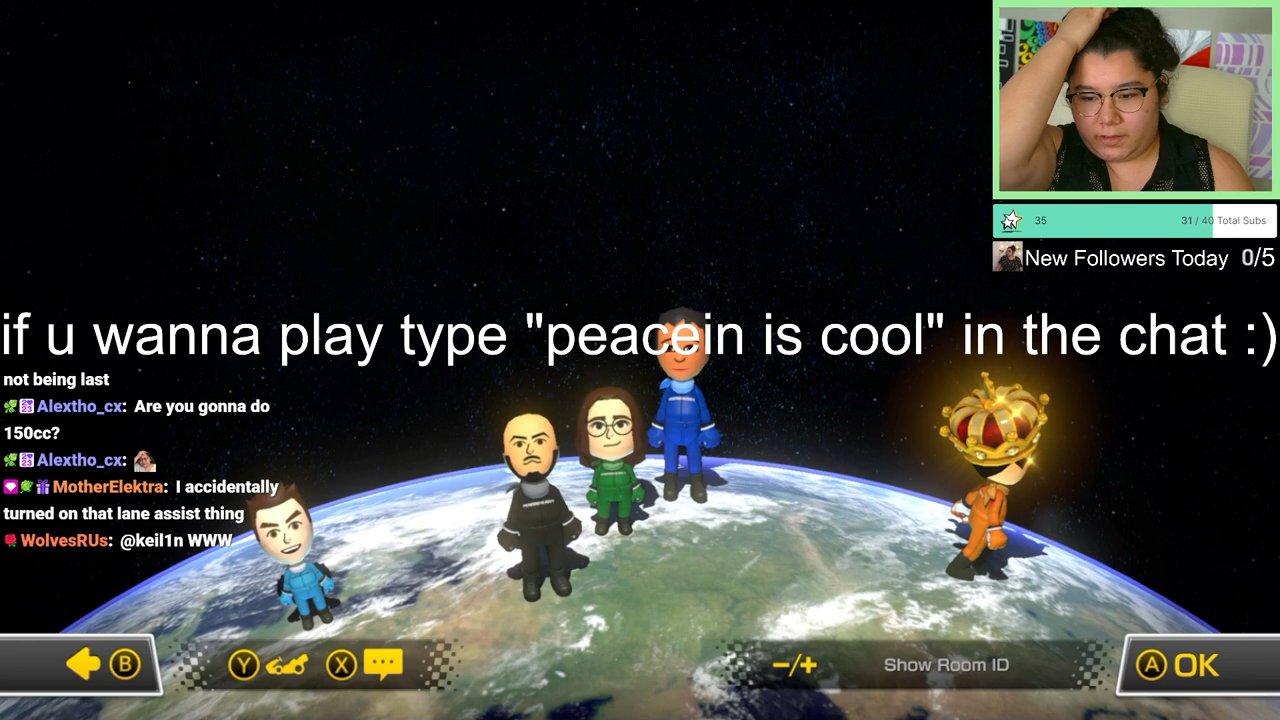 35 31 / 40 Total Subs
New Followers Today 0/5
if u wanna play type "peacein is cool" in the chat :)
not being last
Alextho_cx: Are you gonna do
150cc?
Alextho_cx:
MotherElektra: I accidentally
turned on that lane assist thing
WolvesRUs: @keil1n WWW
B
Y
X
−/+ Show Room ID
A OK